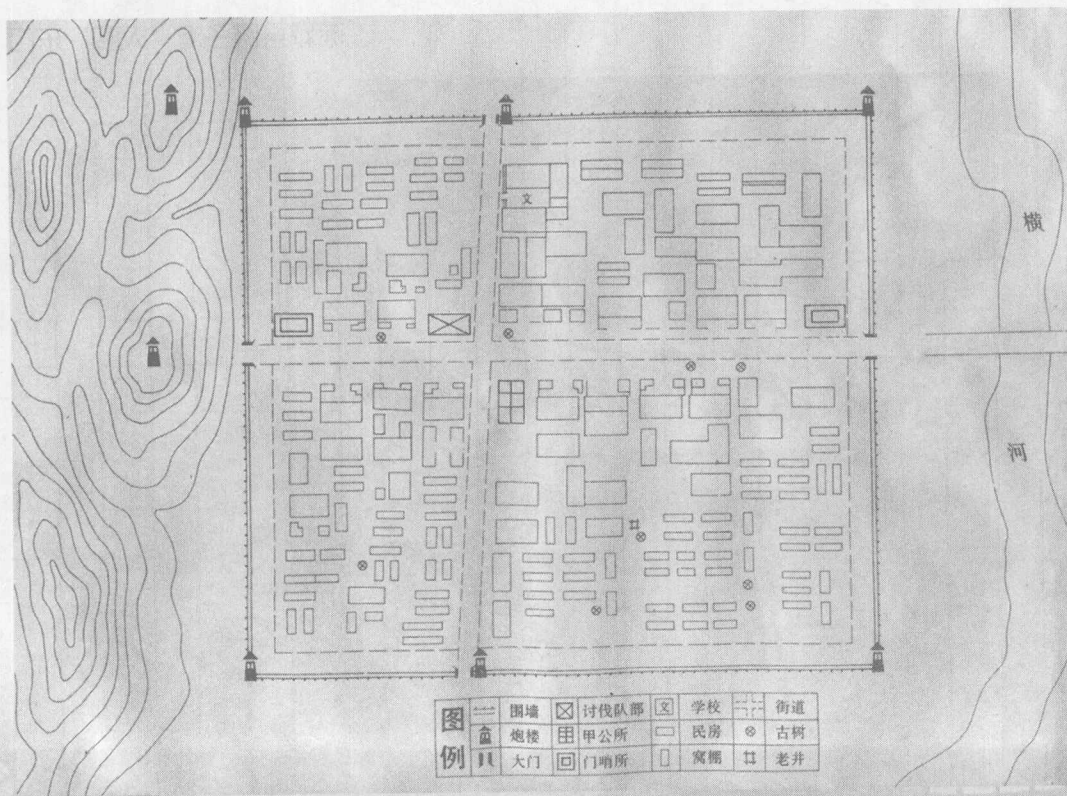 文
横
河
图例
围墙 讨伐队部 文 学校 街道
炮楼 甲公所 民房 古树
大门 门哨所 窝棚 老井